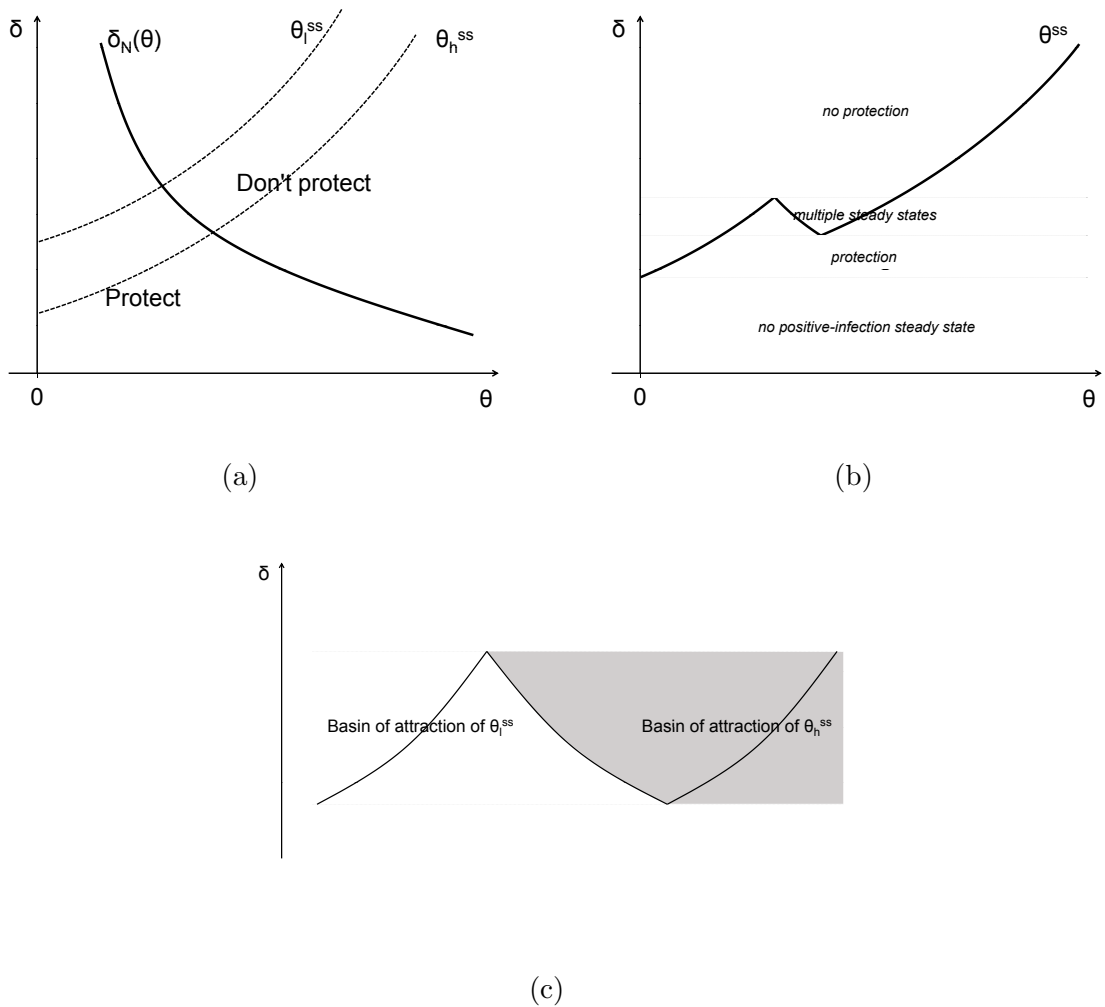 δ
δN(θ)
θlss
θhss
Don't protect
Protect
0
θ
(a)
δ
θss
no protection
multiple steady states
protection
no positive-infection steady state
0
θ
(b)
δ
Basin of attraction of θlss
Basin of attraction of θhss
(c)